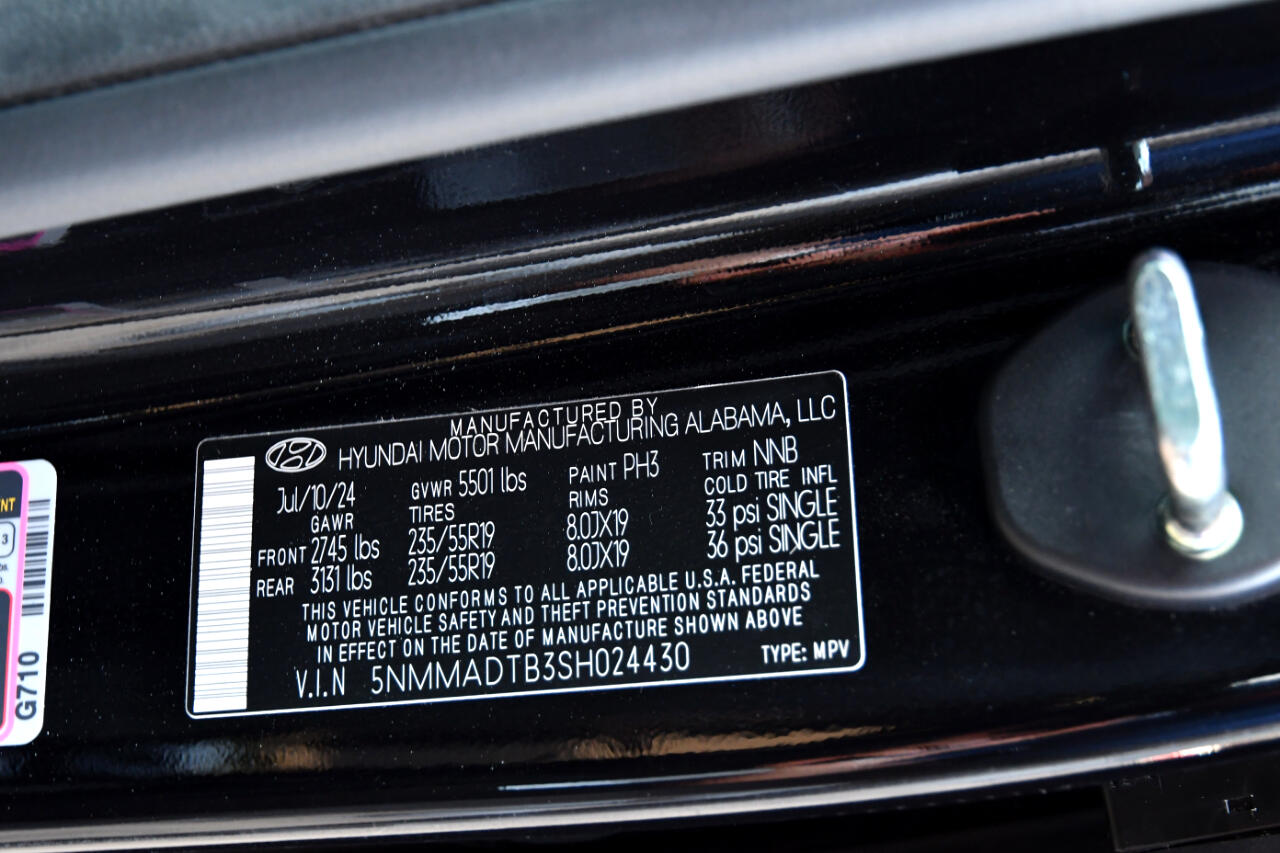 MANUFACTURED BY
HYUNDAI MOTOR MANUFACTURING ALABAMA, LLC
Jul/10/24 GVWR 5501 lbs PAINT PH3 TRIM NNB
GAWR TIRES RIMS COLD TIRE INFL
FRONT 2745 lbs 235/55R19 8.0JX19 33 psi SINGLE
REAR 3131 lbs 235/55R19 8.0JX19 36 psi SINGLE
THIS VEHICLE CONFORMS TO ALL APPLICABLE U.S.A. FEDERAL
MOTOR VEHICLE SAFETY AND THEFT PREVENTION STANDARDS
IN EFFECT ON THE DATE OF MANUFACTURE SHOWN ABOVE
V.I.N 5NMMADTB3SH024430 TYPE: MPV
G710
3